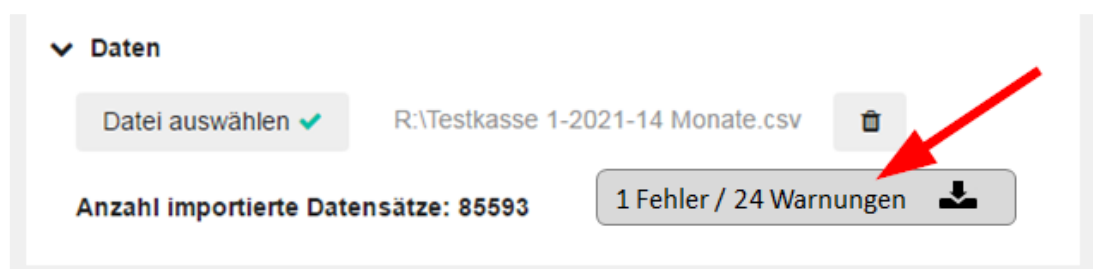 Daten
Datei auswählen R:\Testkasse 1-2021-14 Monate.csv
Anzahl importierte Datensätze: 85593 1 Fehler / 24 Warnungen